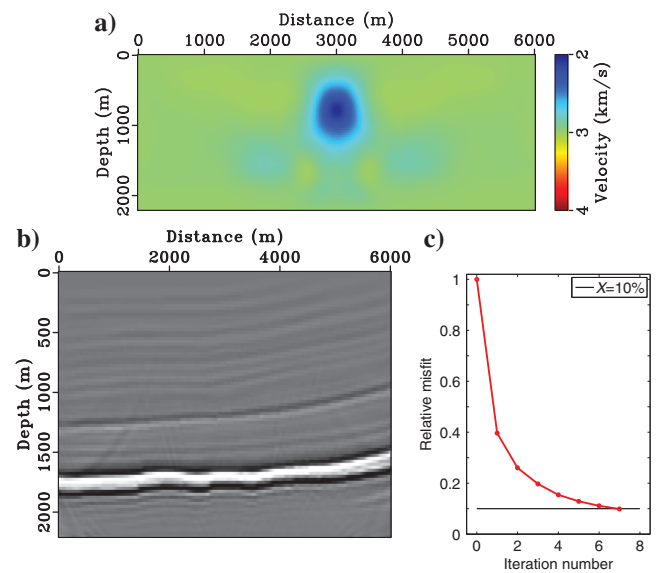 a)
Distance (m)
0 1000 2000 3000 4000 5000 6000
Depth (m)
0
1000
2000
2
3
4
Velocity (km/s)
b)
Distance (m)
0 2000 4000 6000
Depth (m)
0
500
1000
1500
2000
c)
X=10%
Relative misfit
1
0.8
0.6
0.4
0.2
0
0 2 4 6 8
Iteration number